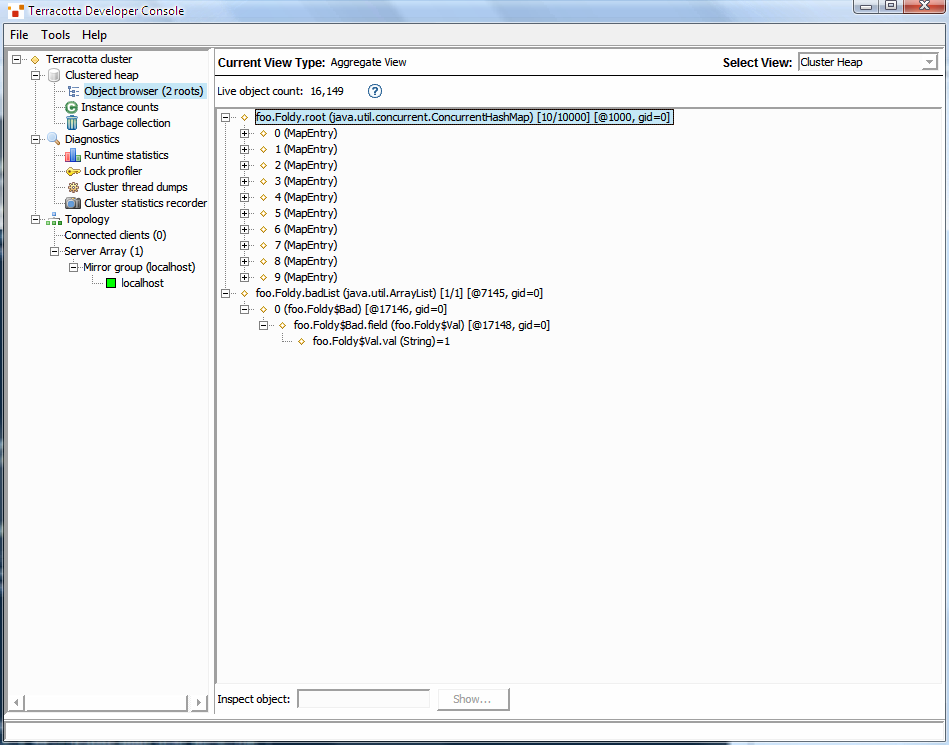 Terracotta Developer Console
File Tools Help
Terracotta cluster
Clustered heap
Object browser (2 roots)
Instance counts
Garbage collection
Diagnostics
Runtime statistics
Lock profiler
Cluster thread dumps
Cluster statistics recorder
Topology
Connected clients (0)
Server Array (1)
Mirror group (localhost)
localhost
Current View Type: Aggregate View
Select View: Cluster Heap
Live object count: 16,149
foo.Foldy.root (java.util.concurrent.ConcurrentHashMap) [10/10000] [@1000, gid=0]
0 (MapEntry)
1 (MapEntry)
2 (MapEntry)
3 (MapEntry)
4 (MapEntry)
5 (MapEntry)
6 (MapEntry)
7 (MapEntry)
8 (MapEntry)
9 (MapEntry)
foo.Foldy.badList (java.util.ArrayList) [1/1] [@7145, gid=0]
0 (foo.Foldy$Bad) [@17146, gid=0]
foo.Foldy$Bad.field (foo.Foldy$Val) [@17148, gid=0]
foo.Foldy$Val.val (String)=1
Inspect object: Show...